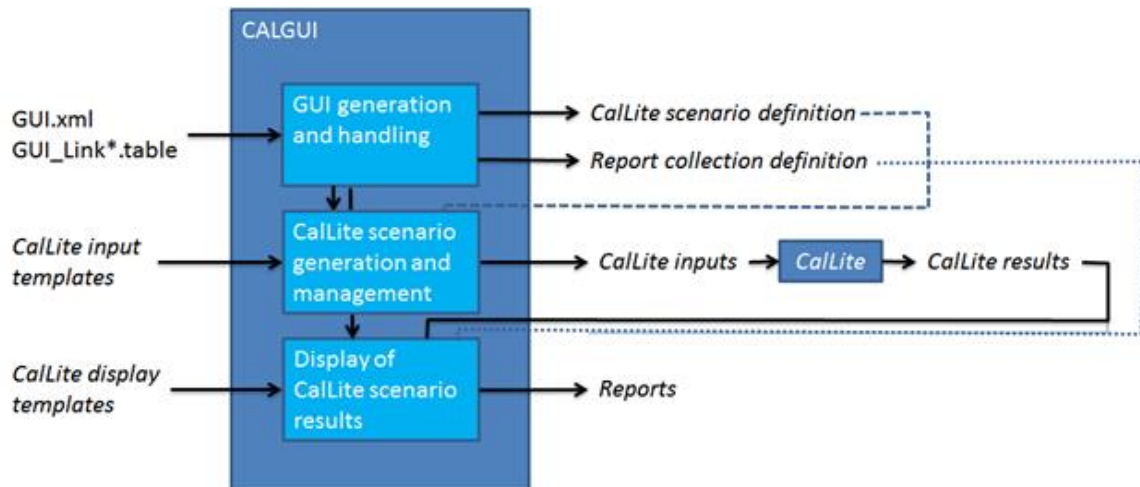 CALGUI
GUI.xml
GUI_Link*.table
GUI generation
and handling
CalLite scenario definition
Report collection definition
CalLite input
templates
CalLite scenario
generation and
management
CalLite inputs
CalLite
CalLite results
CalLite display
templates
Display of
CalLite scenario
results
Reports